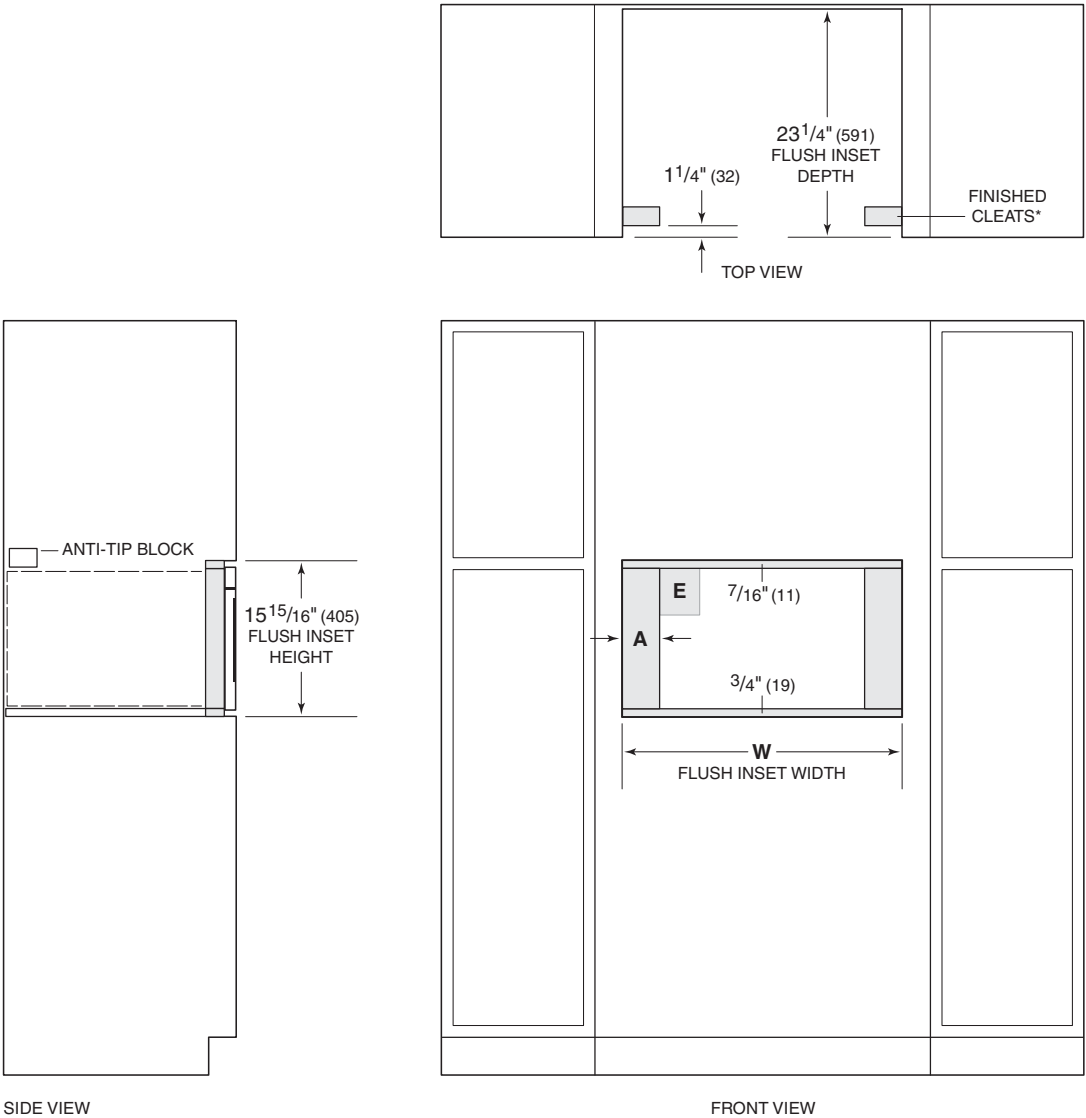 23 1/4" (591)
FLUSH INSET
DEPTH
1 1/4" (32)
FINISHED
CLEATS*
TOP VIEW
ANTI-TIP BLOCK
15 15/16" (405)
FLUSH INSET
HEIGHT
E
7/16" (11)
A
3/4" (19)
W
FLUSH INSET WIDTH
SIDE VIEW
FRONT VIEW